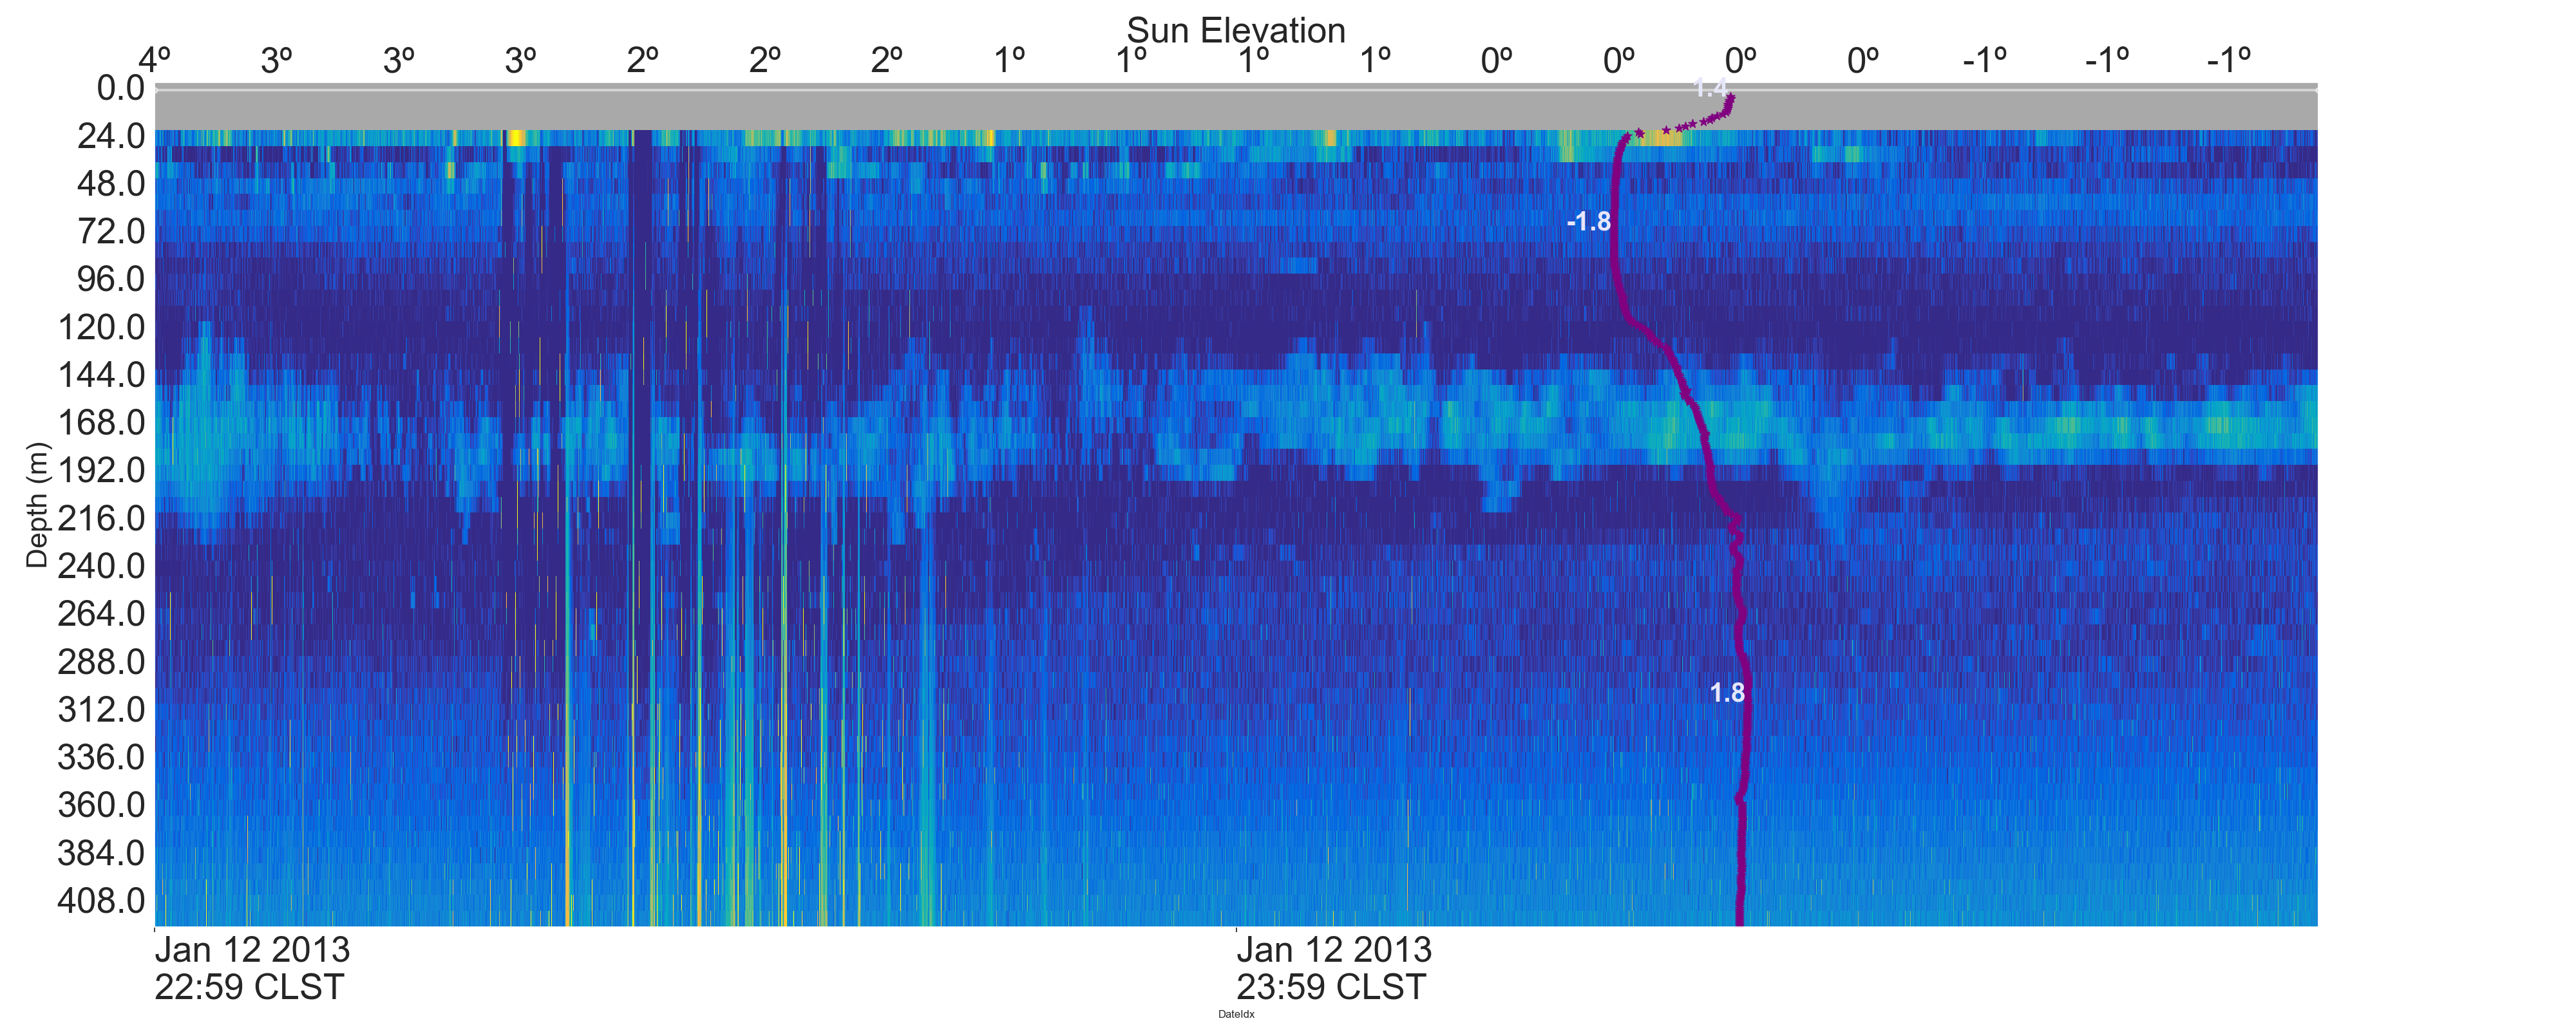 Sun Elevation
4º 3º 3º 3º 2º 2º 2º 1º 1º 1º 1º 0º 0º 0º 0º -1º -1º -1º
0.0
1.4
24.0
48.0
72.0
-1.8
96.0
120.0
144.0
168.0
192.0
216.0
240.0
264.0
288.0
312.0
1.8
336.0
360.0
384.0
408.0
Depth (m)
Jan 12 2013
22:59 CLST
Jan 12 2013
23:59 CLST
DateIdx